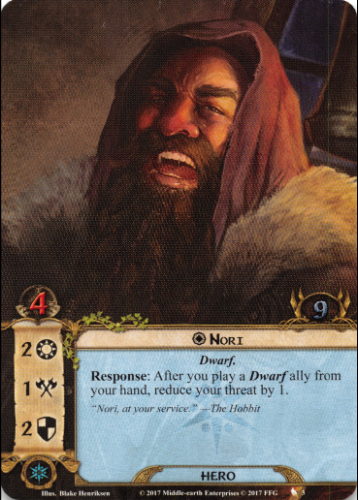 4
9
NORI
2
Dwarf.
Response: After you play a Dwarf ally from
1
your hand, reduce your threat by 1.
2
"Nori, at your service." —The Hobbit
HERO
Illus. Blake Henriksen
© 2017 Middle-earth Enterprises © 2017 FFG
5